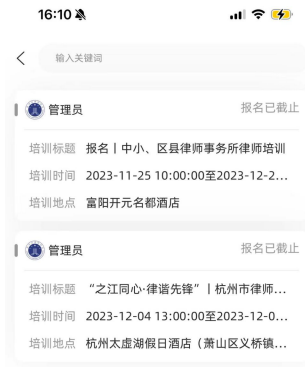 16:10
输入关键词
管理员 报名已截止
培训标题 报名丨中小、区县律师事务所律师培训
培训时间 2023-11-25 10:00:00至2023-12-2...
培训地点 富阳开元名都酒店
管理员 报名已截止
培训标题 “之江同心·律谐先锋”丨杭州市律师...
培训时间 2023-12-04 13:00:00至2023-12-0...
培训地点 杭州太虚湖假日酒店（萧山区义桥镇...